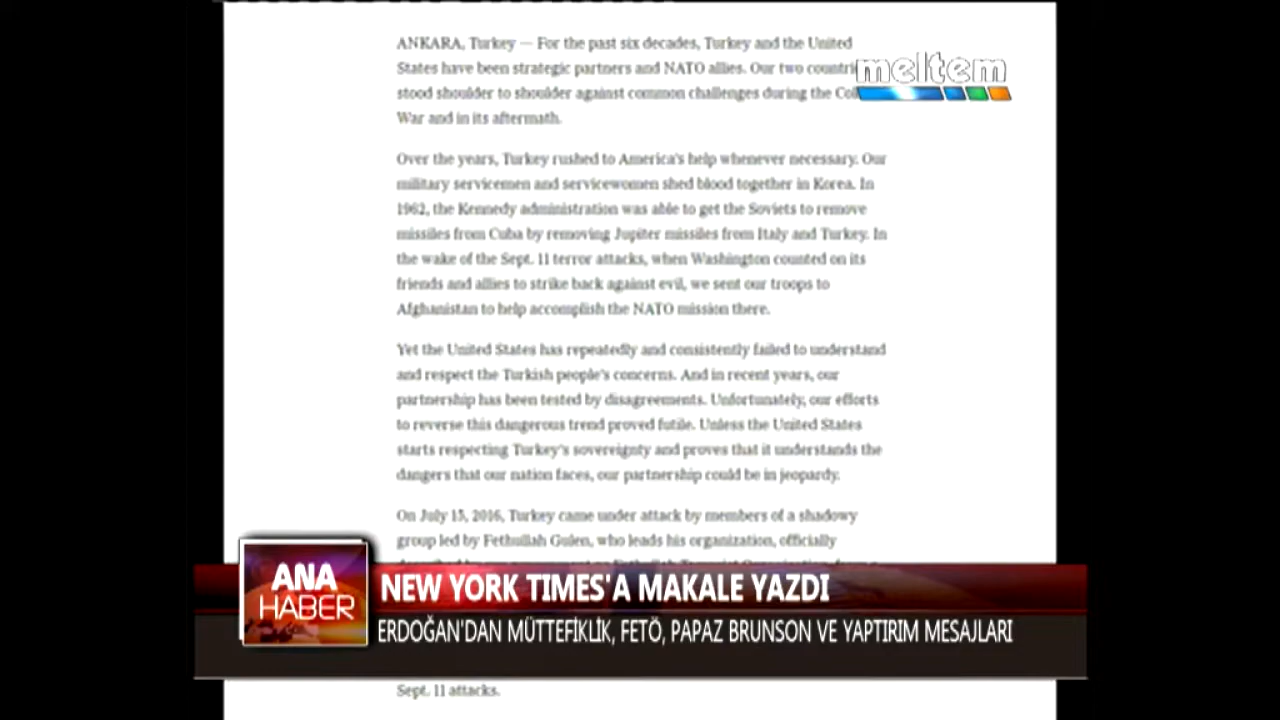 ANKARA, Turkey — For the past six decades, Turkey and the United
States have been strategic partners and NATO allies. Our two countri
meltem
stood shoulder to shoulder against common challenges during the Col
War and in its aftermath.
Over the years, Turkey rushed to America's help whenever necessary. Our
military servicemen and servicewomen shed blood together in Korea. In
1962, the Kennedy administration was able to get the Soviets to remove
missiles from Cuba by removing Jupiter missiles from Italy and Turkey. In
the wake of the Sept. 11 terror attacks, when Washington counted on its
friends and allies to strike back against evil, we sent our troops to
Afghanistan to help accomplish the NATO mission there.
Yet the United States has repeatedly and consistently failed to understand
and respect the Turkish people's concerns. And in recent years, our
partnership has been tested by disagreements. Unfortunately, our efforts
to reverse this dangerous trend proved futile. Unless the United States
starts respecting Turkey's sovereignty and proves that it understands the
dangers that our nation faces, our partnership could be in jeopardy.
On July 15, 2016, Turkey came under attack by members of a shadowy
group led by Fethullah Gulen, who leads his organization, officially
ANA
HABER
NEW YORK TIMES'A MAKALE YAZDI
ERDOĞAN'DAN MÜTTEFİKLİK, FETÖ, PAPAZ BRUNSON VE YAPTIRIM MESAJLARI
Sept. 11 attacks.